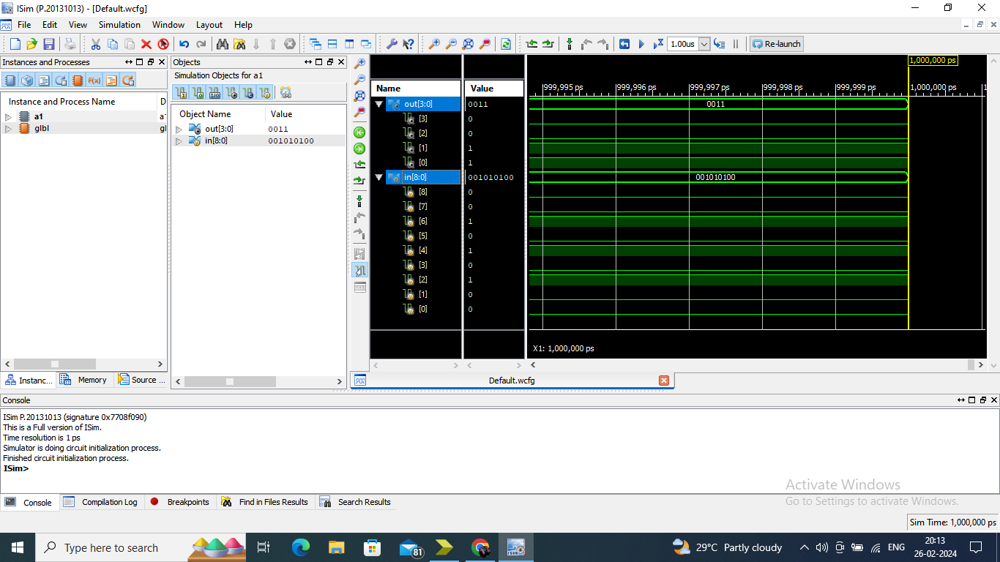 ISim (P.20131013) - [Default.wcfg]
File Edit View Simulation Window Layout Help
1.00us Re-launch
Instances and Processes
Instance and Process Name D
a1 a1
glbl gl
Instanc... Memory Source ...
Objects
Simulation Objects for a1
Object Name Value
out[3:0] 0011
in[8:0] 001010100
Name Value
out[3:0] 0011
[3] 0
[2] 0
[1] 1
[0] 1
in[8:0] 001010100
[8] 0
[7] 0
[6] 1
[5] 0
[4] 1
[3] 0
[2] 1
[1] 0
[0] 0
1,000,000 ps
999,995 ps 999,996 ps 999,997 ps 999,998 ps 999,999 ps 1,000,000 ps 1
0011
001010100
X1: 1,000,000 ps
Default.wcfg
Console
ISim P.20131013 (signature 0x7708f090)
This is a Full version of ISim.
Time resolution is 1 ps
Simulator is doing circuit initialization process.
Finished circuit initialization process.
ISim>
Activate Windows
Go to Settings to activate Windows.
Console Compilation Log Breakpoints Find in Files Results Search Results
Sim Time: 1,000,000 ps
Type here to search
81
ISim
29°C Partly cloudy
ENG
20:13
26-02-2024